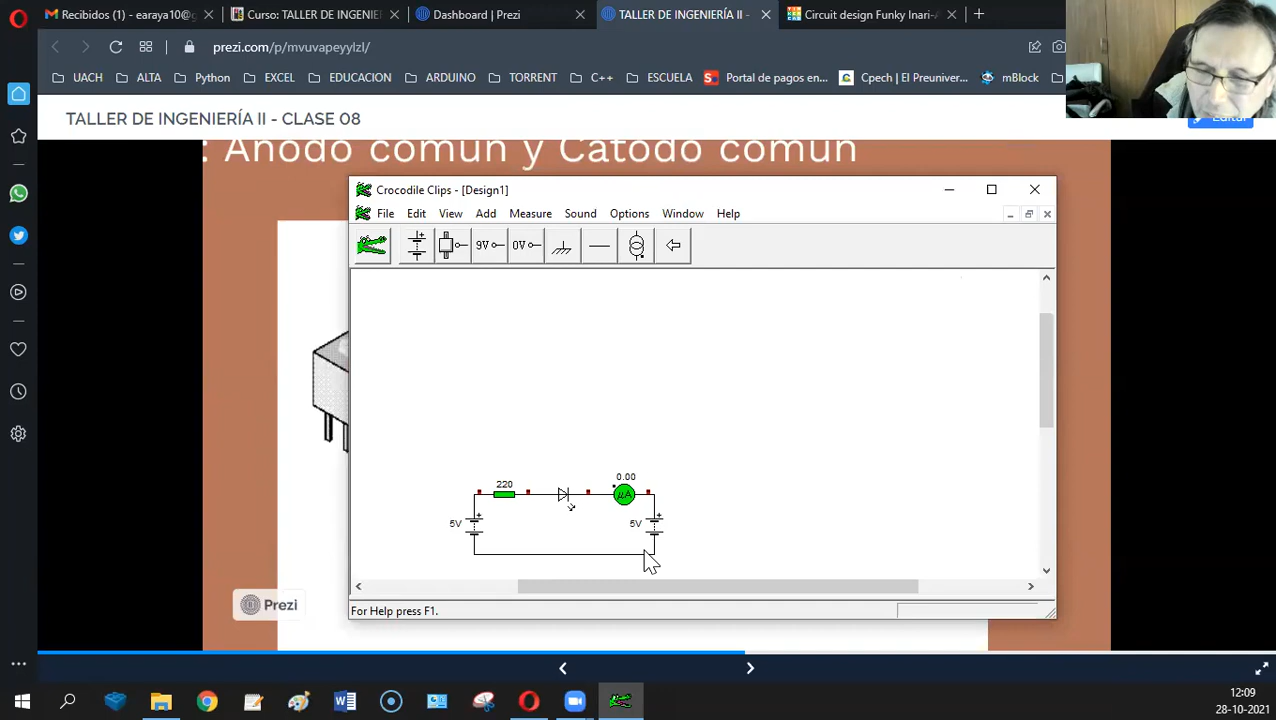 Recibidos (1) - earaya10@g
Curso: TALLER DE INGENIER
Dashboard | Prezi
TALLER DE INGENIERÍA II -
Circuit design Funky Inari-A
prezi.com/p/mvuvapeyylzl/
UACH
ALTA
Python
EXCEL
EDUCACION
ARDUINO
TORRENT
C++
ESCUELA
Portal de pagos en...
Cpech | El Preuniver...
mBlock
TALLER DE INGENIERÍA II - CLASE 08
Editar
: Ánodo común y Cátodo común
Crocodile Clips - [Design1]
File Edit View Add Measure Sound Options Window Help
9V
0V
220
0.00
µA
5V
5V
Prezi
For Help press F1.
12:09
28-10-2021